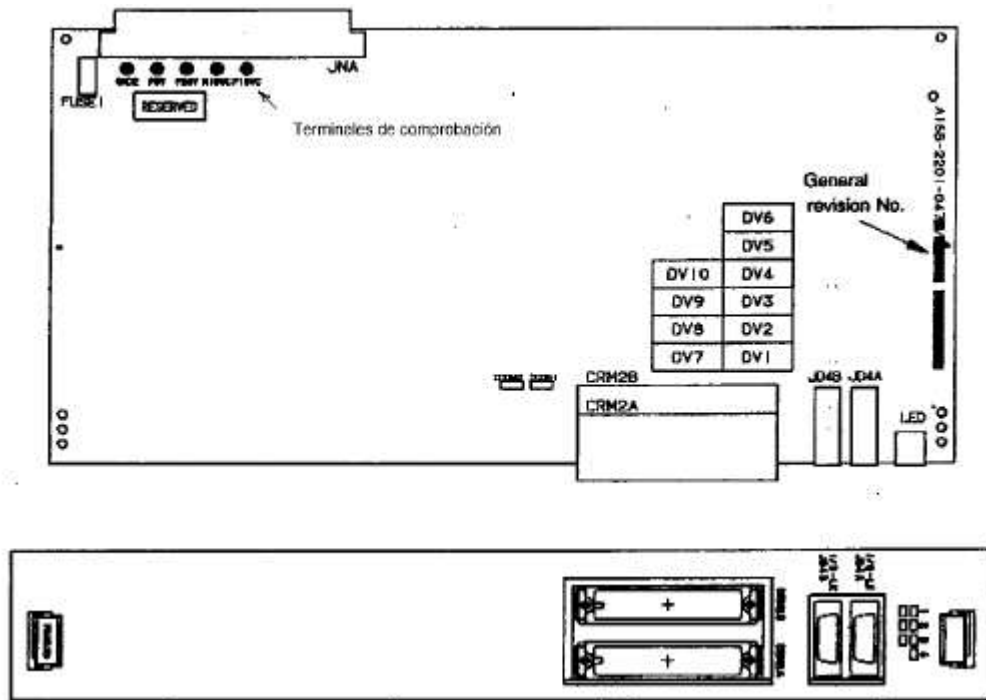 JNA
FUSE1
RESERVED
Terminales de comprobación
A16B-2201-047
General
revision No.
DV6
DV5
DV10 DV4
DV9 DV3
DV8 DV2
DV7 DV1
CRM2B
CRM2A
JD4B JD4A
LED